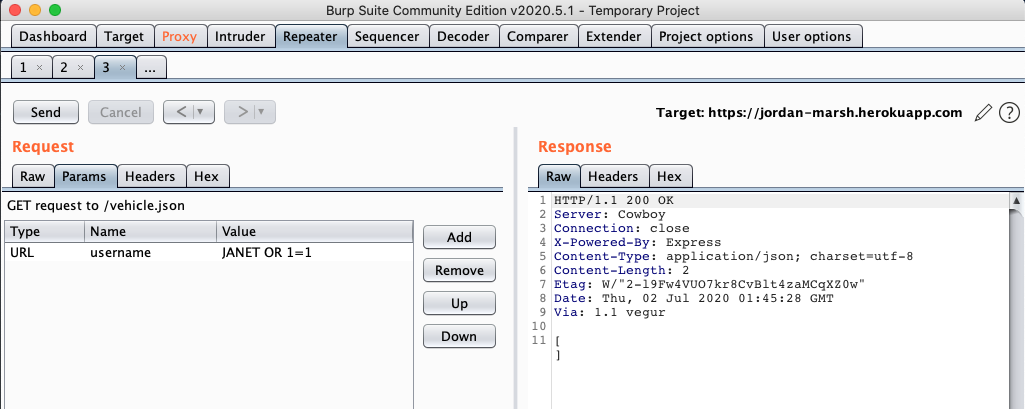 Burp Suite Community Edition v2020.5.1 - Temporary Project
Dashboard Target Proxy Intruder Repeater Sequencer Decoder Comparer Extender Project options User options
1 × 2 × 3 × ...
Send Cancel < ▼ > ▼ Target: https://jordan-marsh.herokuapp.com ?
Request
Raw Params Headers Hex
GET request to /vehicle.json
Type Name Value
URL username JANET OR 1=1
Add
Remove
Up
Down
Response
Raw Headers Hex
1 HTTP/1.1 200 OK
2 Server: Cowboy
3 Connection: close
4 X-Powered-By: Express
5 Content-Type: application/json; charset=utf-8
6 Content-Length: 2
7 Etag: W/"2-l9Fw4VUO7kr8CvBlt4zaMCqXZ0w"
8 Date: Thu, 02 Jul 2020 01:45:28 GMT
9 Via: 1.1 vegur
10
11 [
]